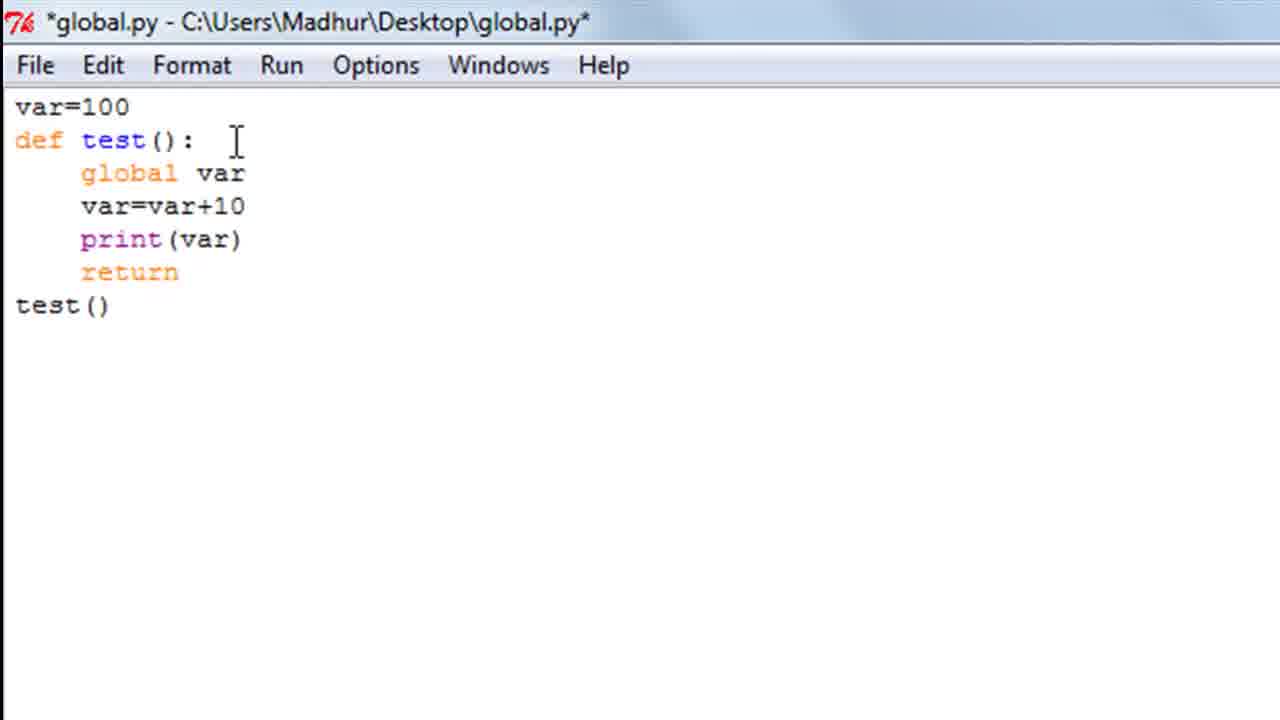 *global.py - C:\Users\Madhur\Desktop\global.py*
File Edit Format Run Options Windows Help
var=100
def test():
    global var
    var=var+10
    print(var)
    return
test()